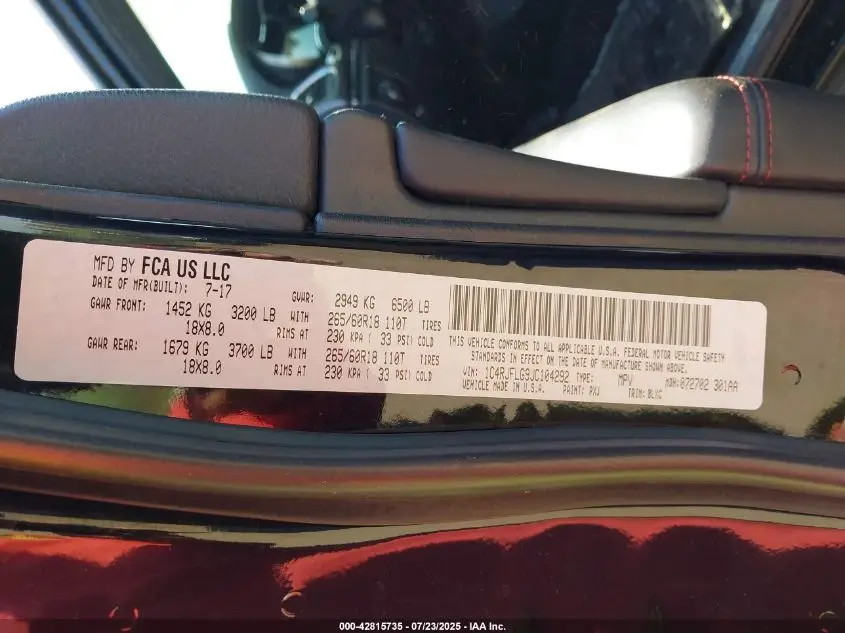 MFD BY FCA US LLC
DATE OF MFR(BUILT): 7-17 GVWR: 2949 KG 6500 LB
GAWR FRONT: 1452 KG 3200 LB WITH 265/60R18 110T TIRES
18X8.0 RIMS AT 230 KPA ( 33 PSI) COLD
GAWR REAR: 1679 KG 3700 LB WITH 265/60R18 110T TIRES
18X8.0 RIMS AT 230 KPA ( 33 PSI) COLD
THIS VEHICLE CONFORMS TO ALL APPLICABLE U.S.A. FEDERAL MOTOR VEHICLE SAFETY
STANDARDS IN EFFECT ON THE DATE OF MANUFACTURE SHOWN ABOVE.
VIN: 1C4RJFLG9JC104292 TYPE: MPV MDH: 072702 301AA
VEHICLE MADE IN U.S.A. PAINT: PXJ TRIM: BLXC
000-42815735 - 07/23/2025 - IAA Inc.